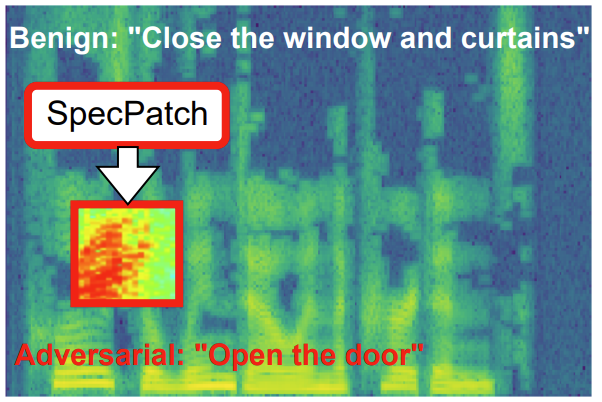 Benign: "Close the window and curtains"
SpecPatch
Adversarial: "Open the door"